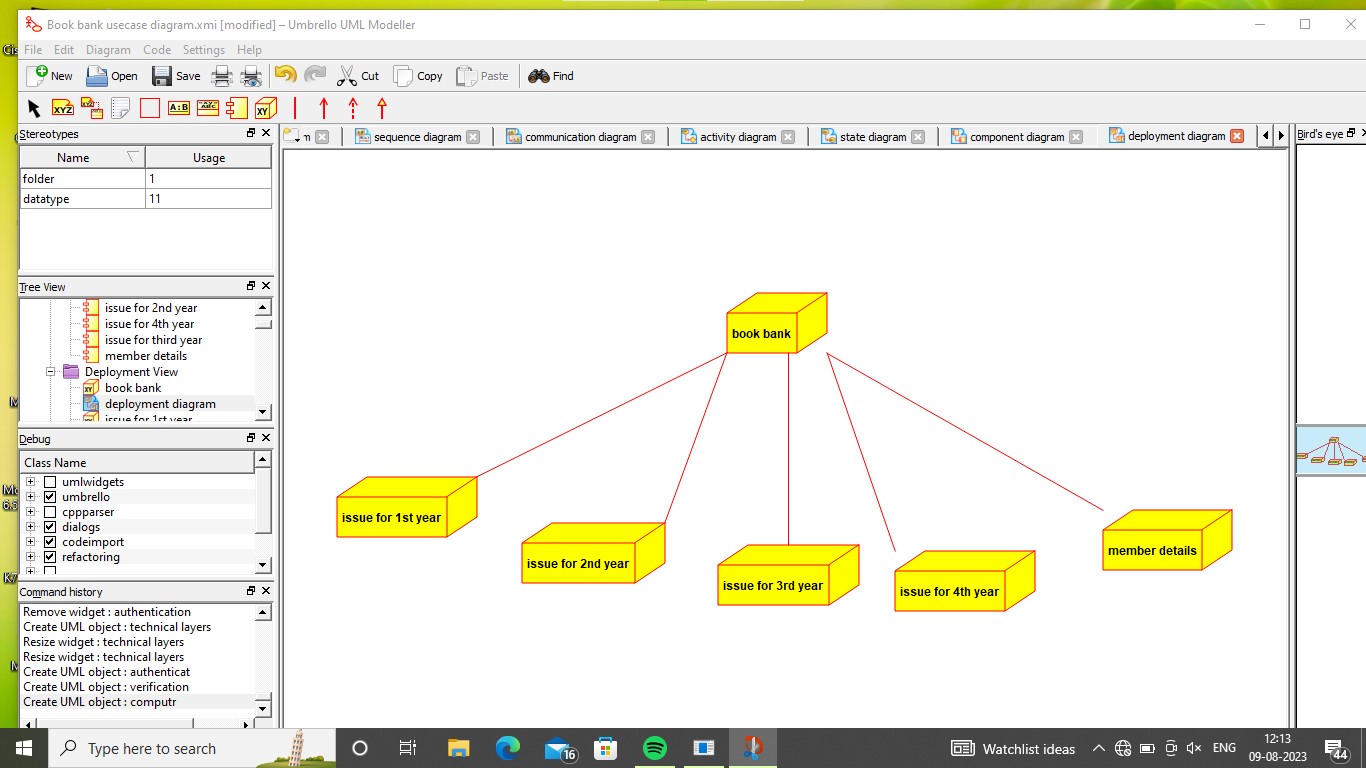 Book bank usecase diagram.xmi [modified] – Umbrello UML Modeller
File Edit Diagram Code Settings Help
New Open Save Cut Copy Paste Find
XYZ A:B ABC XY
Stereotypes
Name Usage
folder 1
datatype 11
m sequence diagram communication diagram activity diagram state diagram component diagram deployment diagram
Bird's eye
Tree View
issue for 2nd year
issue for 4th year
issue for third year
member details
Deployment View
book bank
deployment diagram
issue for 1st year
Debug
Class Name
umlwidgets
umbrello
cppparser
dialogs
codeimport
refactoring
Command history
Remove widget : authentication
Create UML object : technical layers
Resize widget : technical layers
Resize widget : technical layers
Create UML object : authenticat
Create UML object : verification
Create UML object : computr
book bank
issue for 1st year
issue for 2nd year
issue for 3rd year
issue for 4th year
member details
Type here to search
16
Watchlist ideas
ENG
12:13
09-08-2023
44